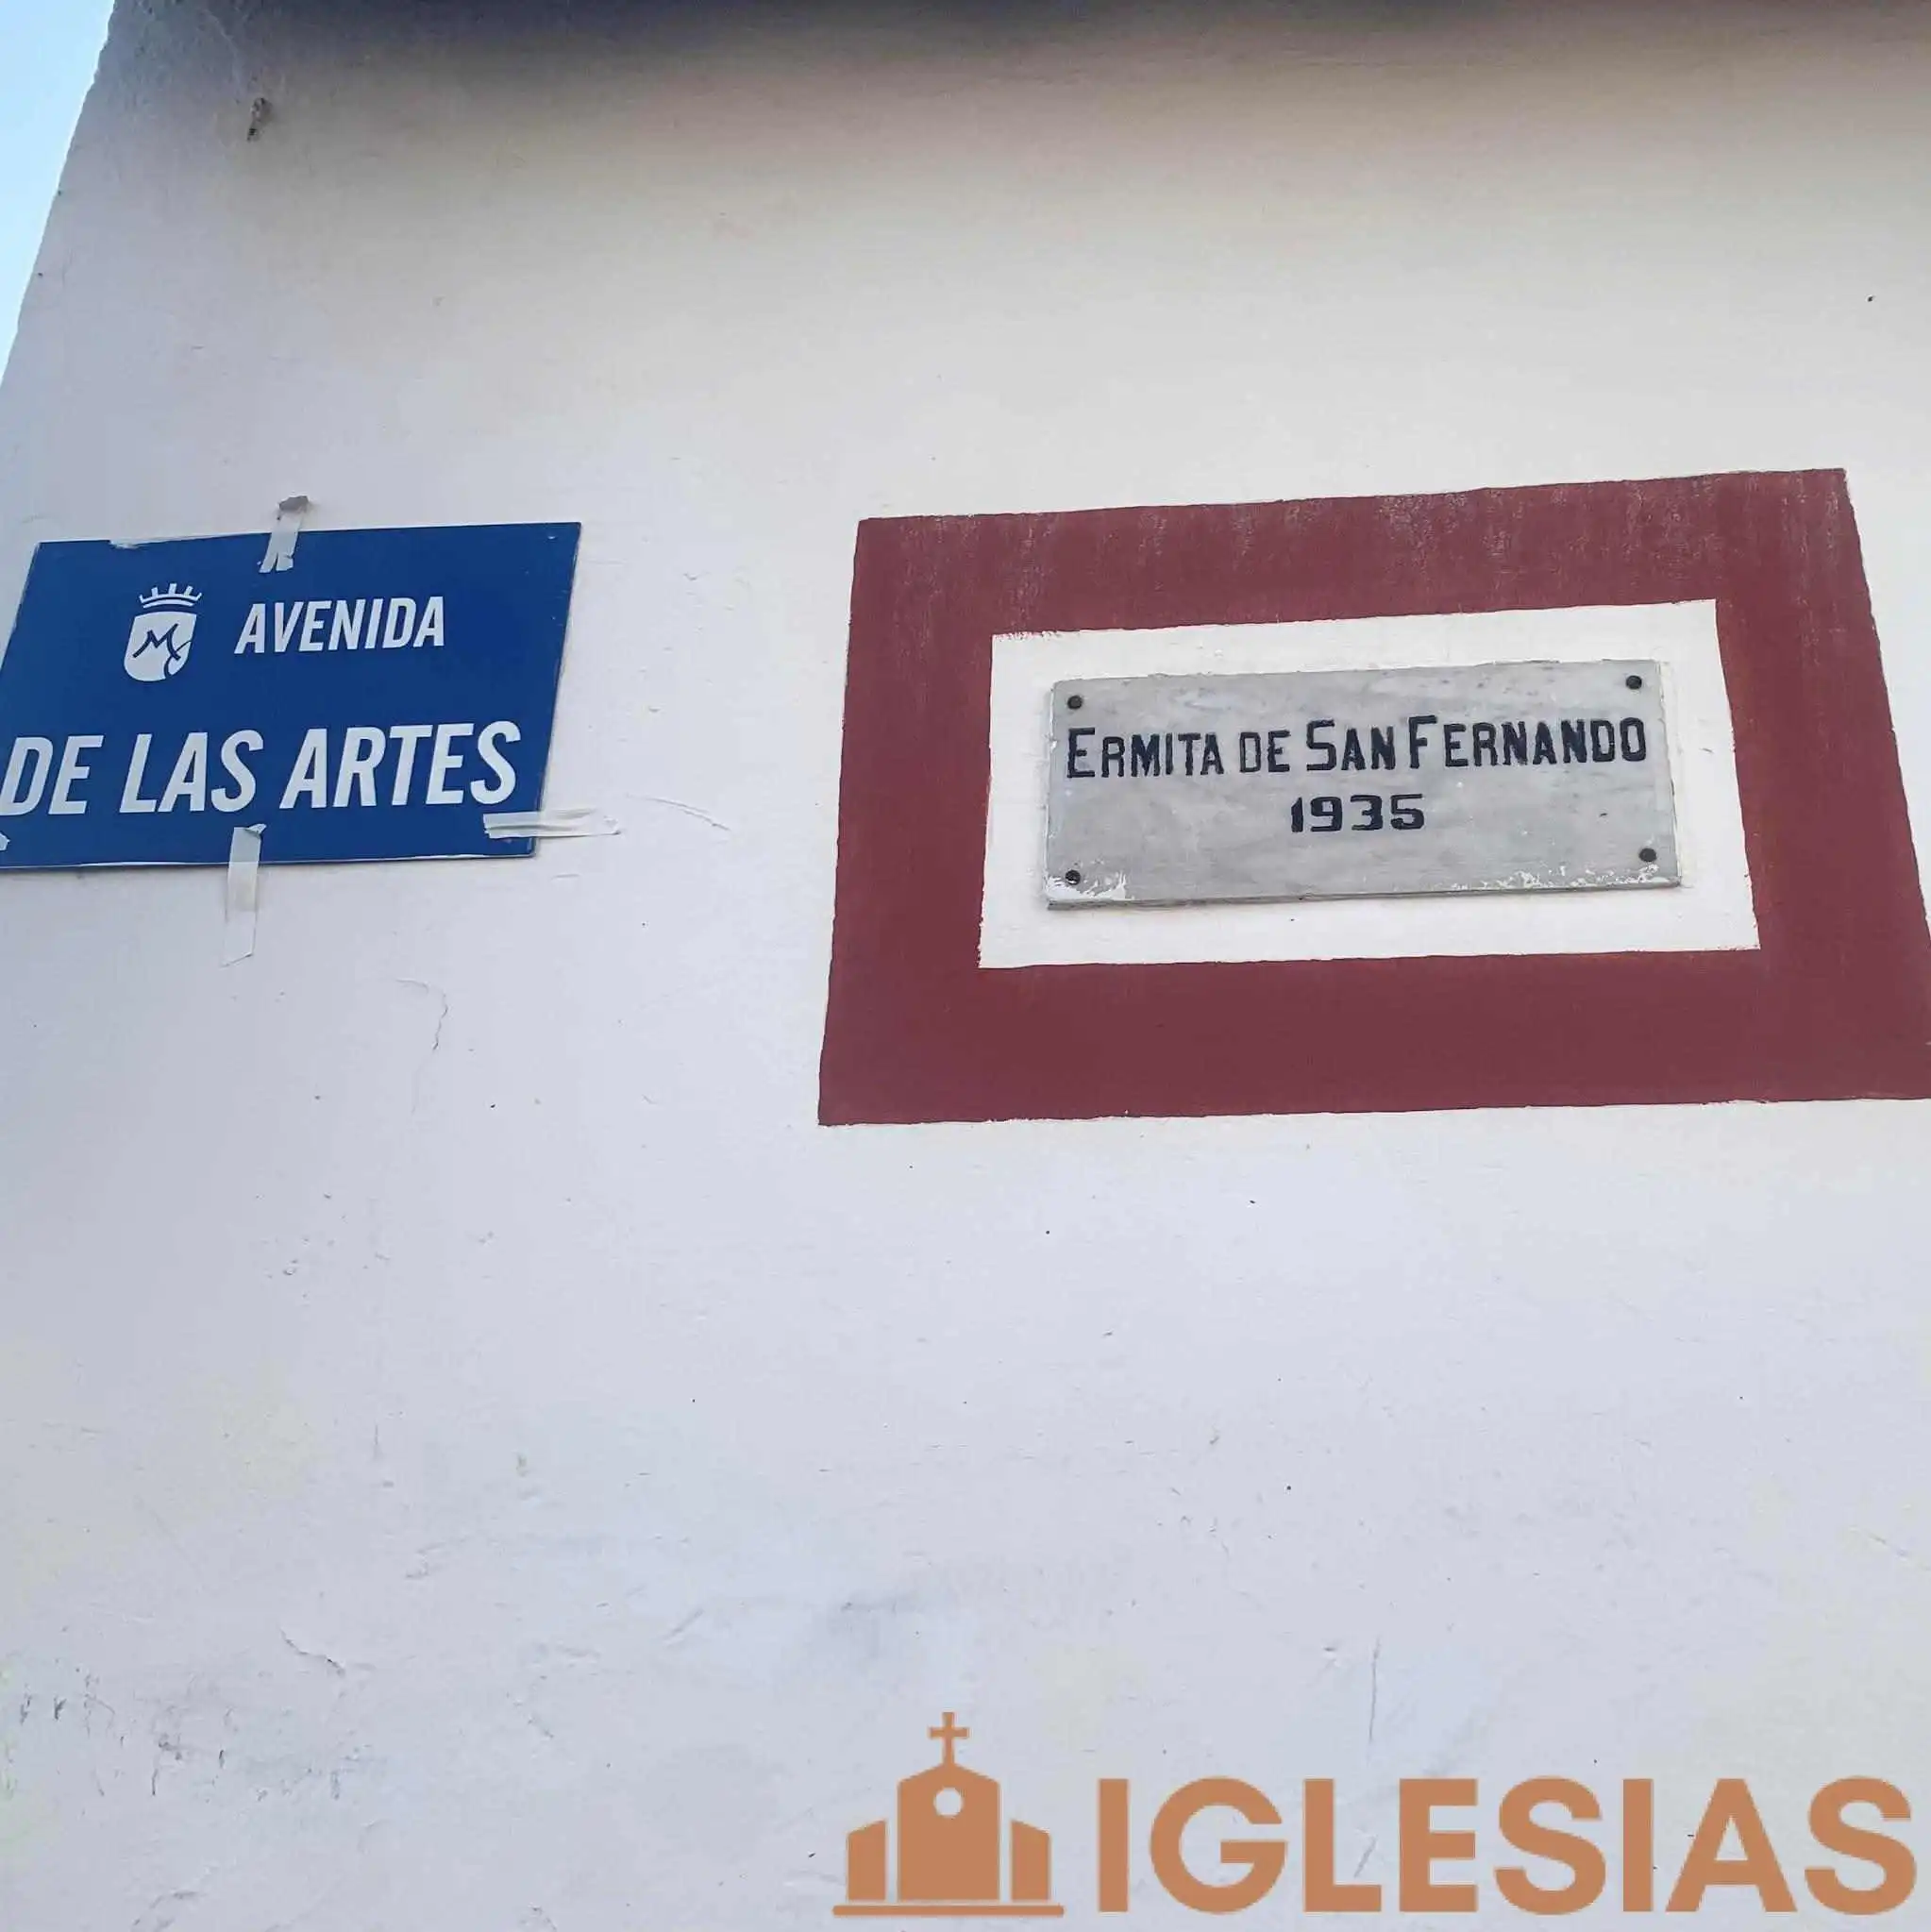 AVENIDA
DE LAS ARTES
ERMITA DE SAN FERNANDO
1935
IGLESIAS